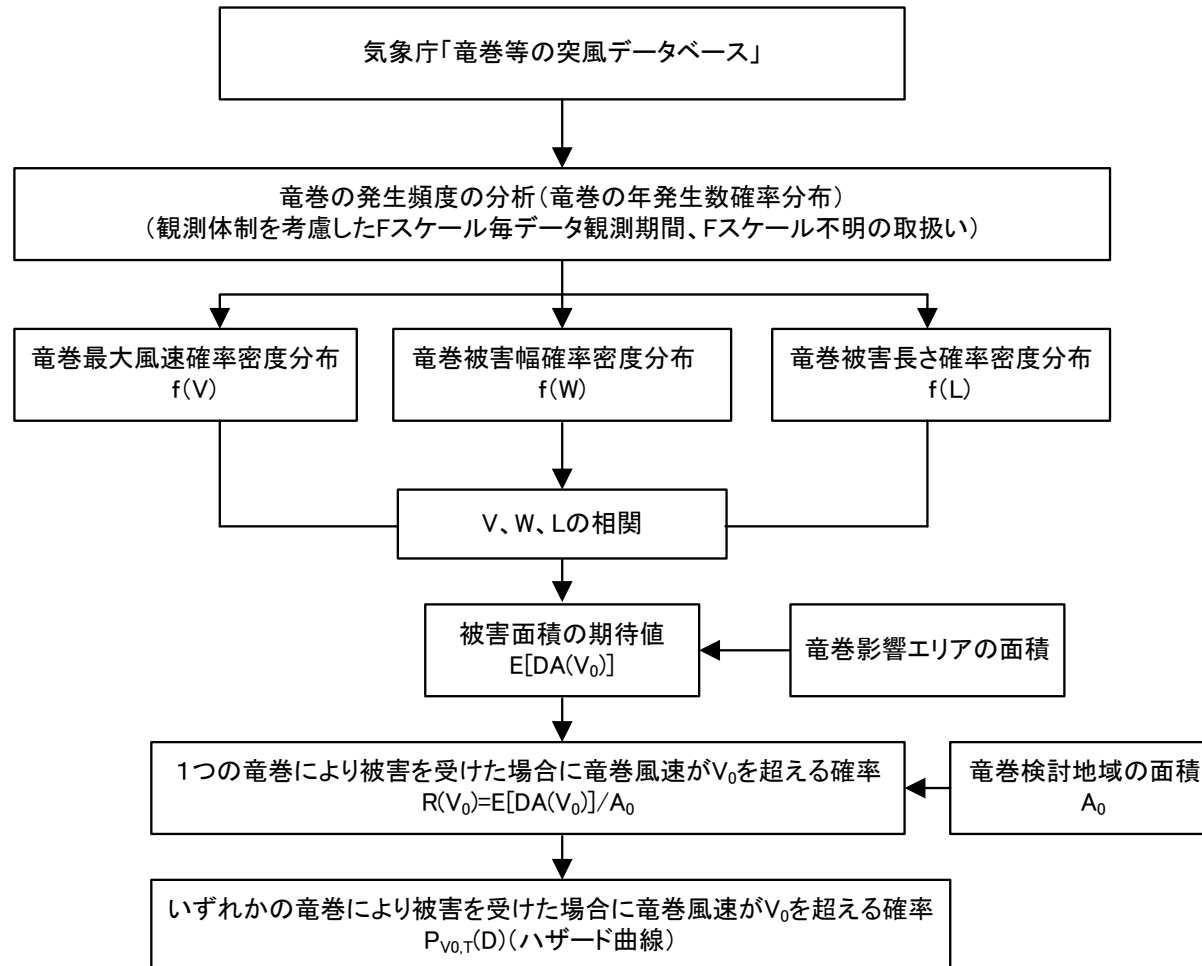 気象庁「竜巻等の突風データベース」
竜巻の発生頻度の分析(竜巻の年発生数確率分布)
(観測体制を考慮したFスケール毎データ観測期間、Fスケール不明の取扱い)
竜巻最大風速確率密度分布
f(V)
竜巻被害幅確率密度分布
f(W)
竜巻被害長さ確率密度分布
f(L)
V、W、Lの相関
被害面積の期待値
E[DA(V₀)]
竜巻影響エリアの面積
1つの竜巻により被害を受けた場合に竜巻風速がV₀を超える確率
R(V₀)=E[DA(V₀)]/A₀
竜巻検討地域の面積
A₀
いずれかの竜巻により被害を受けた場合に竜巻風速がV₀を超える確率
P_{V0,T}(D)(ハザード曲線)